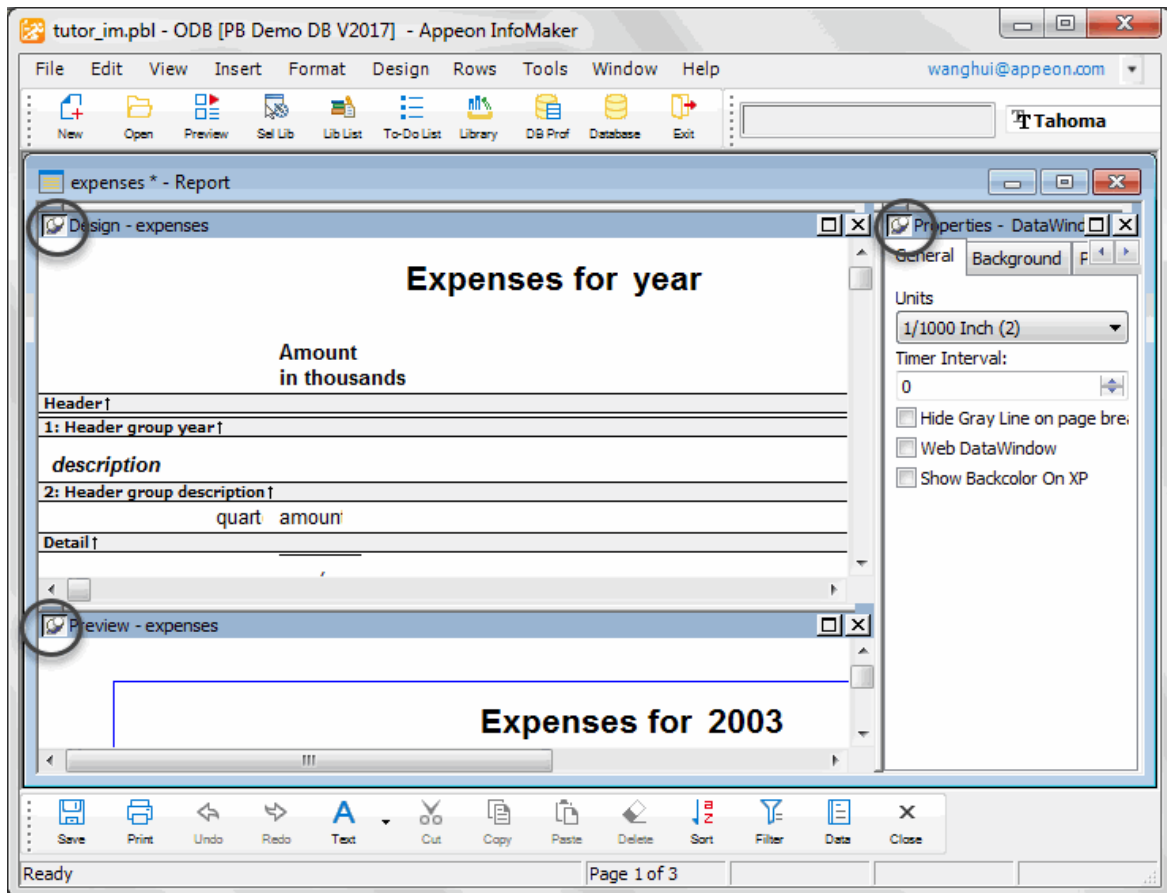 tutor_im.pbl - ODB [PB Demo DB V2017] - Appeon InfoMaker
File Edit View Insert Format Design Rows Tools Window Help wanghui@appeon.com
New Open Preview Sel Lib Lib List To-Do List Library DB Prof Database Exit Tahoma
expenses * - Report
Design - expenses
Expenses for year
Amount
in thousands
Header↑
1: Header group year↑
description
2: Header group description↑
quart amount
Detail↑
Properties - DataWind
General Background F
Units
1/1000 Inch (2)
Timer Interval:
0
Hide Gray Line on page brea
Web DataWindow
Show Backcolor On XP
Preview - expenses
Expenses for 2003
Save Print Undo Redo Text Cut Copy Paste Delete Sort Filter Data Close
Ready Page 1 of 3